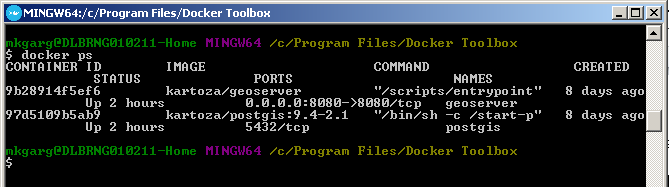 MINGW64:/c/Program Files/Docker Toolbox
mkgarg@DLBRNG010211-Home MINGW64 /c/Program Files/Docker Toolbox
$ docker ps
CONTAINER ID IMAGE COMMAND CREATED
STATUS PORTS NAMES
9b28914f5ef6 kartoza/geoserver "/scripts/entrypoint" 8 days ago
Up 2 hours 0.0.0.0:8080->8080/tcp geoserver
97d5109b5ab9 kartoza/postgis:9.4-2.1 "/bin/sh -c /start-p" 8 days ago
Up 2 hours 5432/tcp postgis
mkgarg@DLBRNG010211-Home MINGW64 /c/Program Files/Docker Toolbox
$